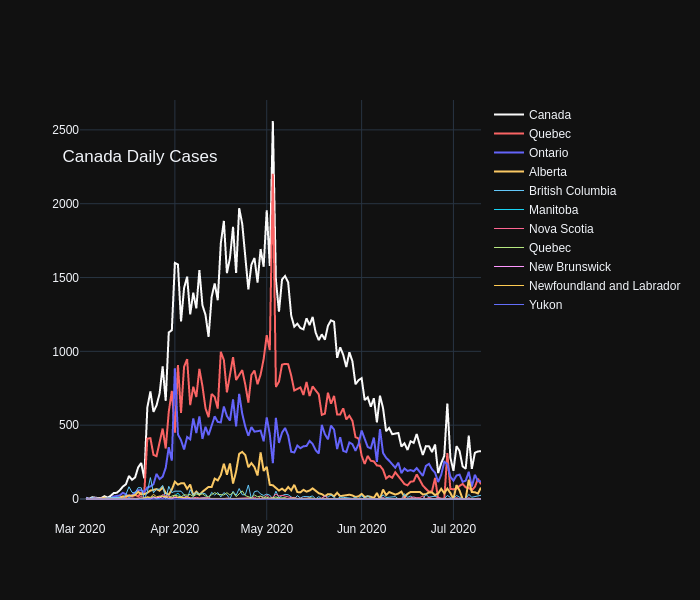 Canada Daily Cases
2500
2000
1500
1000
500
0
Mar 2020
Apr 2020
May 2020
Jun 2020
Jul 2020
Canada
Quebec
Ontario
Alberta
British Columbia
Manitoba
Nova Scotia
Quebec
New Brunswick
Newfoundland and Labrador
Yukon